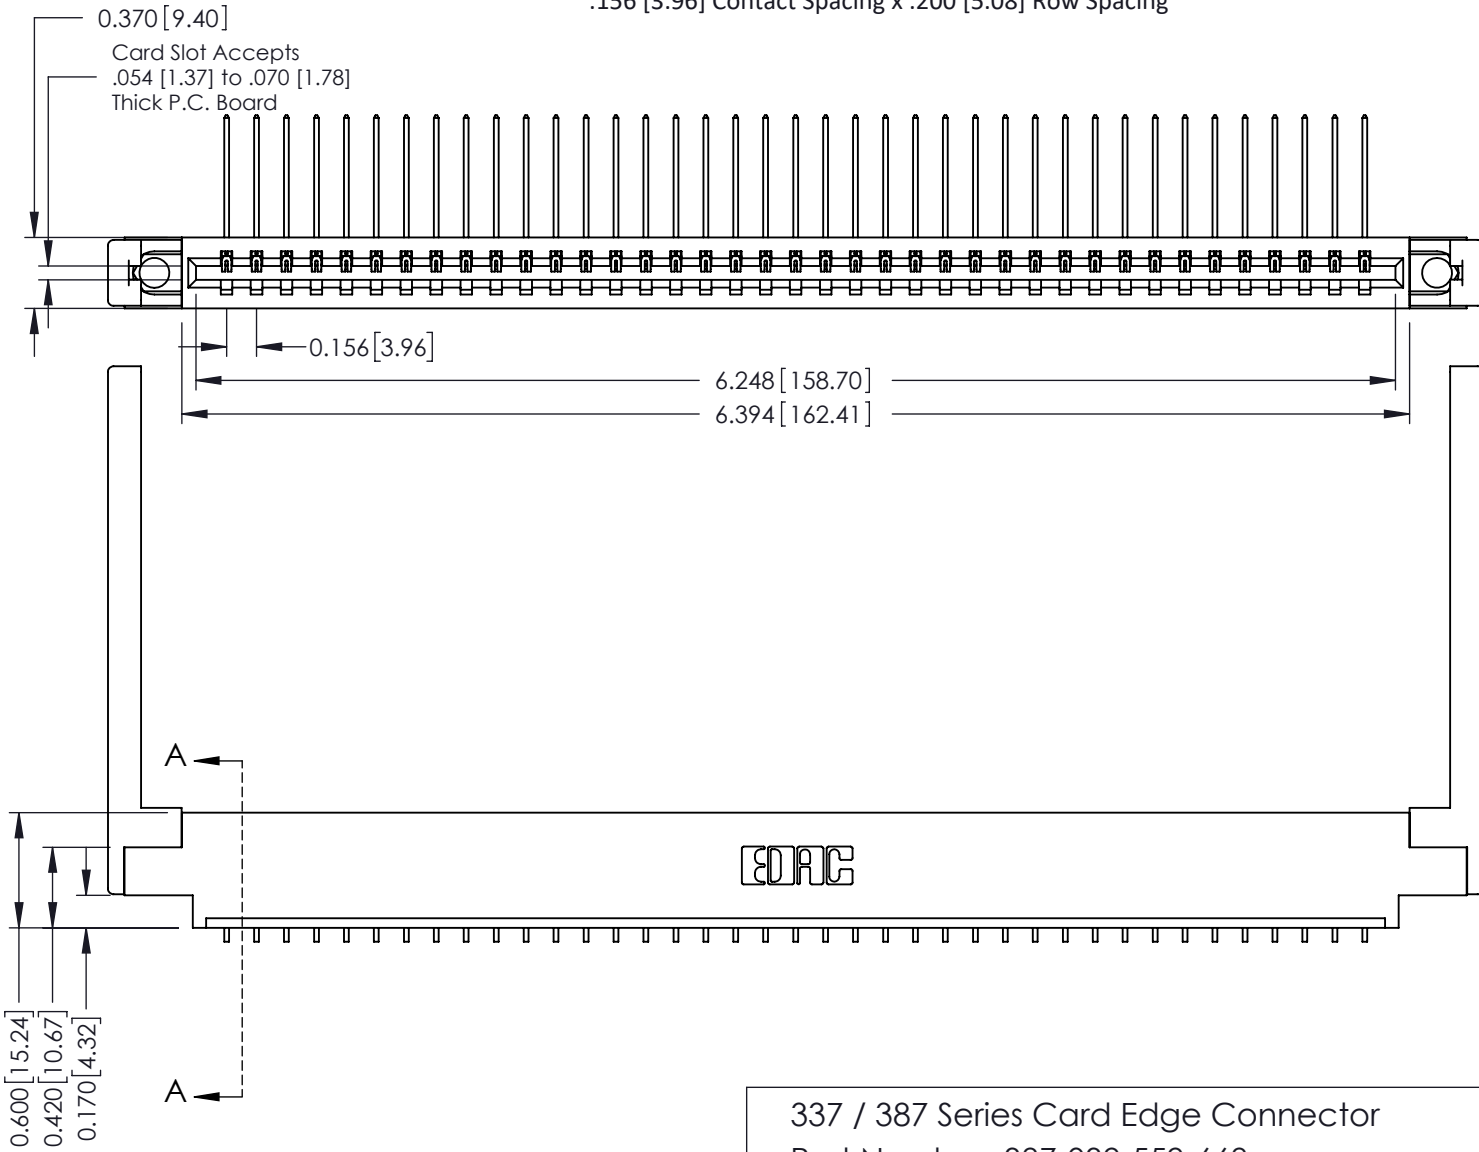 .156 [3.96] Contact Spacing x .200 [5.08] Row Spacing
0.370 [9.40]
Card Slot Accepts
.054 [1.37] to .070 [1.78]
Thick P.C. Board
0.156 [3.96]
6.248 [158.70]
6.394 [162.41]
A
EDAC
0.600 [15.24]
0.420 [10.67]
0.170 [4.32]
A
337 / 387 Series Card Edge Connector